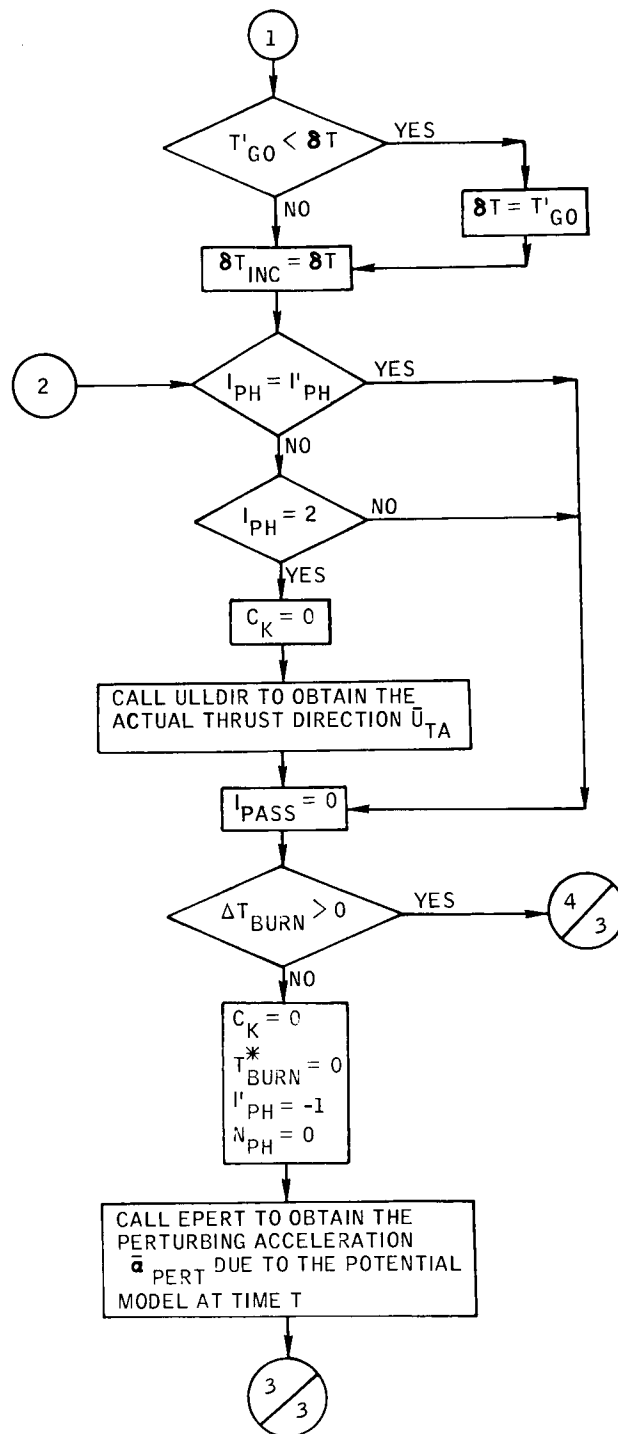 1
T'GO < δT
YES
NO
δT = T'GO
δTINC = δT
2
IPH = I'PH
YES
NO
IPH = 2
NO
YES
CK = 0
CALL ULLDIR TO OBTAIN THE
ACTUAL THRUST DIRECTION ŪTA
IPASS = 0
ΔTBURN > 0
YES
4
3
NO
CK = 0
T*BURN = 0
I'PH = -1
NPH = 0
CALL EPERT TO OBTAIN THE
PERTURBING ACCELERATION
ᾱPERT DUE TO THE POTENTIAL
MODEL AT TIME T
3
3